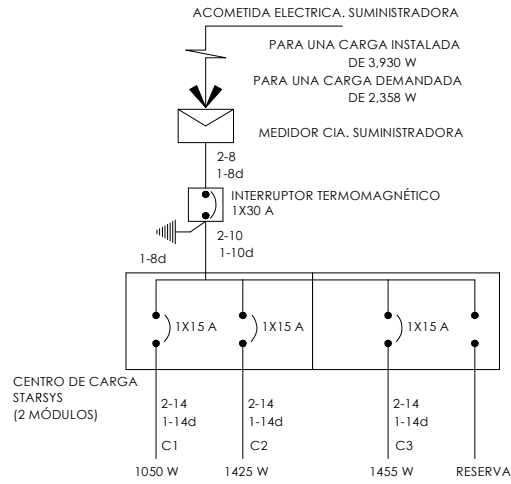 ACOMETIDA ELECTRICA. SUMINISTRADORA
PARA UNA CARGA INSTALADA
DE 3,930 W
PARA UNA CARGA DEMANDADA
DE 2,358 W
MEDIDOR CIA. SUMINISTRADORA
2-8
1-8d
INTERRUPTOR TERMOMAGNÉTICO
1X30 A
2-10
1-10d
1-8d
1X15 A
1X15 A
1X15 A
CENTRO DE CARGA
STARSYS
(2 MÓDULOS)
2-14
1-14d
C1
2-14
1-14d
C2
2-14
1-14d
C3
1050 W
1425 W
1455 W
RESERVA